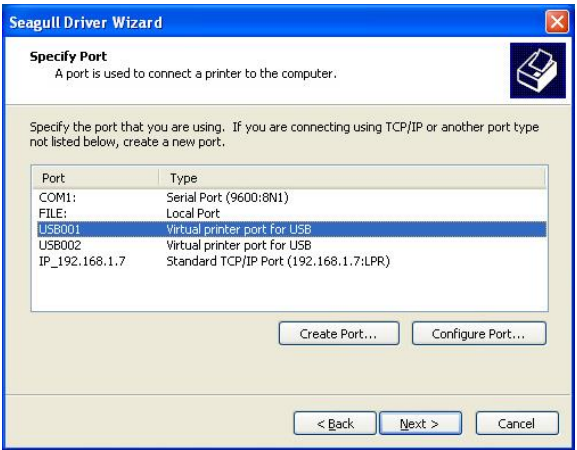 Seagull Driver Wizard
Specify Port
A port is used to connect a printer to the computer.
Specify the port that you are using. If you are connecting using TCP/IP or another port type
not listed below, create a new port.
Port Type
COM1: Serial Port (9600:8N1)
FILE: Local Port
USB001 Virtual printer port for USB
USB002 Virtual printer port for USB
IP_192.168.1.7 Standard TCP/IP Port (192.168.1.7:LPR)
Create Port... Configure Port...
< Back Next > Cancel